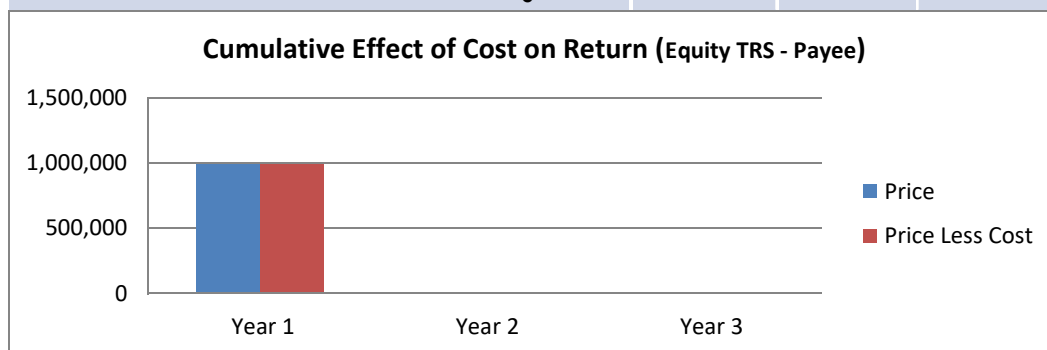 Cumulative Effect of Cost on Return (Equity TRS - Payee)
1,500,000
1,000,000
500,000
0
Year 1 Year 2 Year 3
Price
Price Less Cost